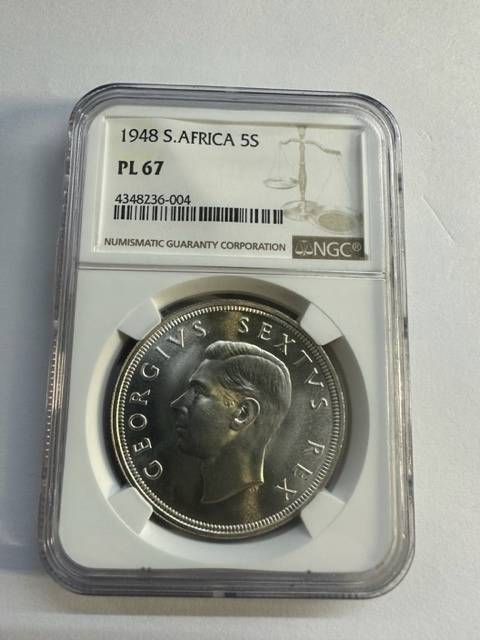 1948 S.AFRICA 5S
PL 67
4348236-004
NUMISMATIC GUARANTY CORPORATION NGC®
GEORGIVS SEXTVS REX